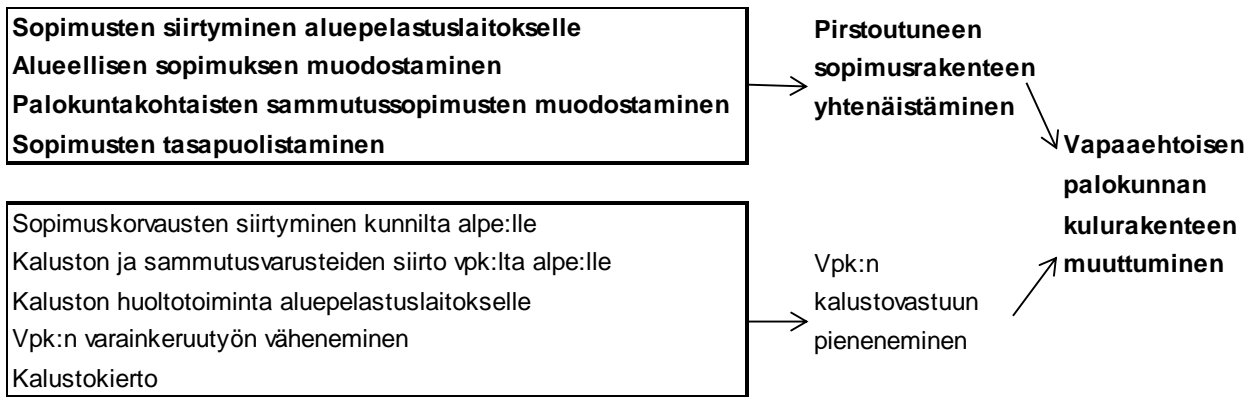 Sopimusten siirtyminen aluepelastuslaitokselle
Alueellisen sopimuksen muodostaminen
Palokuntakohtaisten sammutussopimusten muodostaminen
Sopimusten tasapuolistaminen
Pirstoutuneen
sopimusrakenteen
yhtenäistäminen
Sopimuskorvausten siirtyminen kunnilta alpe:lle
Kaluston ja sammutusvarusteiden siirto vpk:lta alpe:lle
Kaluston huoltotoiminta aluepelastuslaitokselle
Vpk:n varainkeruutyön väheneminen
Kalustokierto
Vpk:n
kalustovastuun
pieneneminen
Vapaaehtoisen
palokunnan
kulurakenteen
muuttuminen